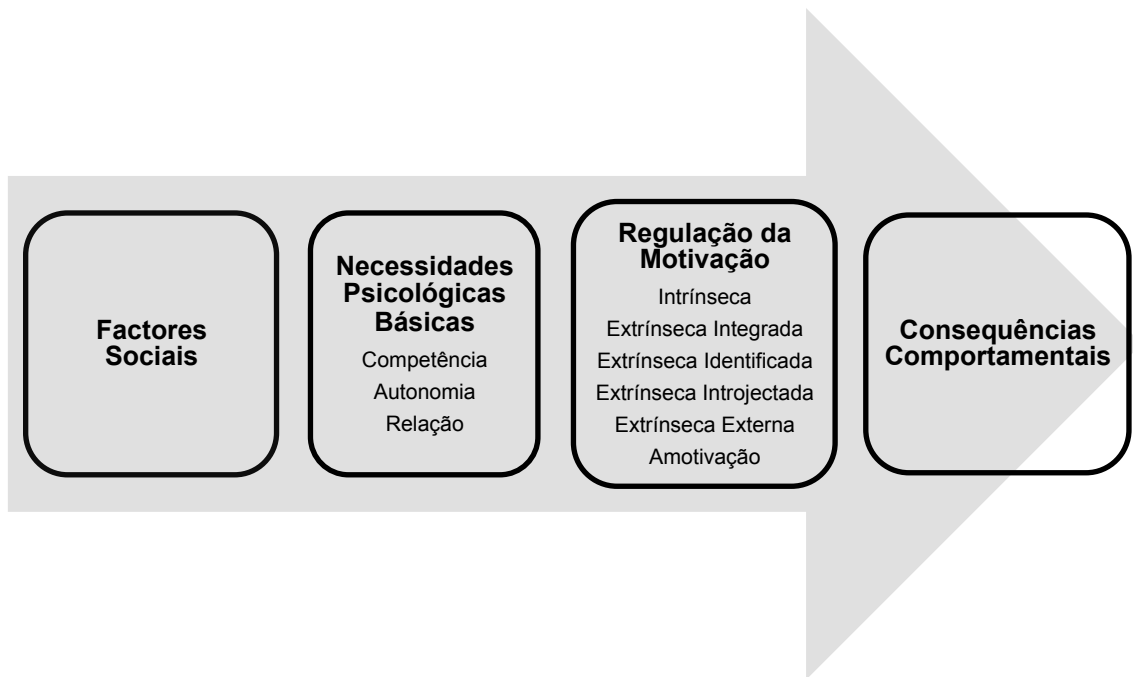 Factores
Sociais
Necessidades
Psicológicas
Básicas
Competência
Autonomia
Relação
Regulação da
Motivação
Intrínseca
Extrínseca Integrada
Extrínseca Identificada
Extrínseca Introjectada
Extrínseca Externa
Amotivação
Consequências
Comportamentais